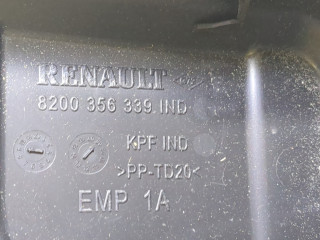 RENAULT
8200 356 339.IND
KPF IND
>PP-TD20<
EMP 1A